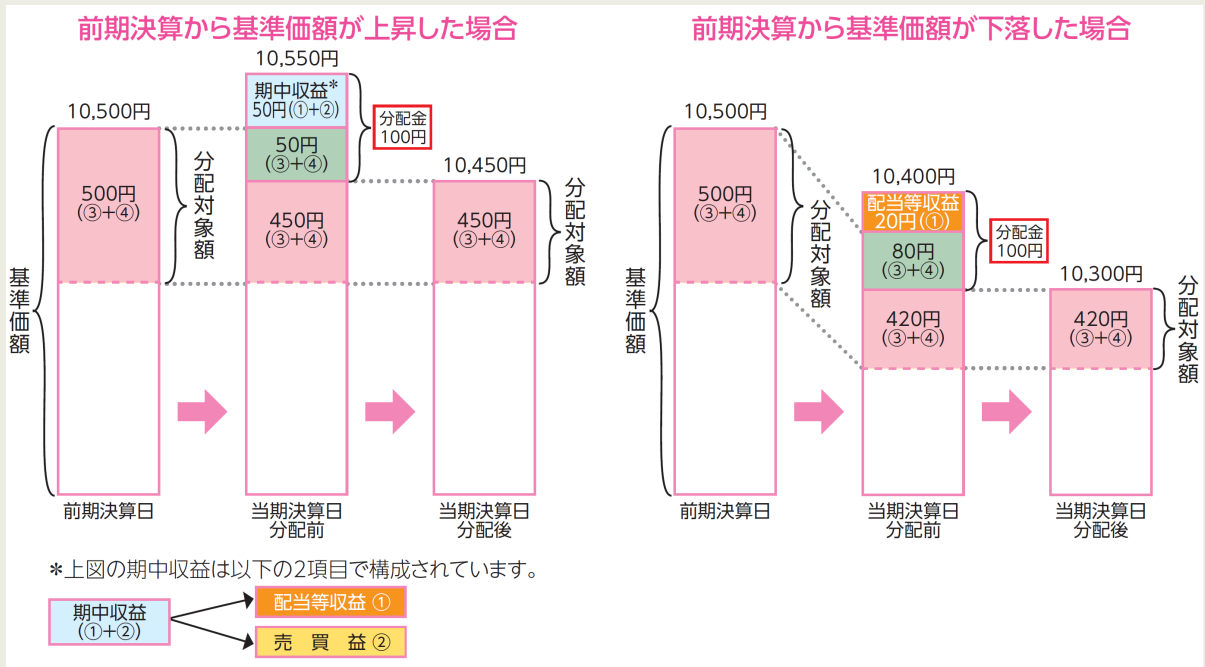 前期決算から基準価額が上昇した場合
10,500円
500円
(③+④)
分配対象額
基準価額
前期決算日
10,550円
期中収益*
50円(①+②)
50円
(③+④)
450円
(③+④)
分配金
100円
当期決算日
分配前
10,450円
450円
(③+④)
分配対象額
当期決算日
分配後
*上図の期中収益は以下の2項目で構成されています。
期中収益
(①+②)
配当等収益 ①
売 買 益 ②
前期決算から基準価額が下落した場合
10,500円
500円
(③+④)
分配対象額
基準価額
前期決算日
10,400円
配当等収益
20円(①)
80円
(③+④)
420円
(③+④)
分配金
100円
当期決算日
分配前
10,300円
420円
(③+④)
分配対象額
当期決算日
分配後